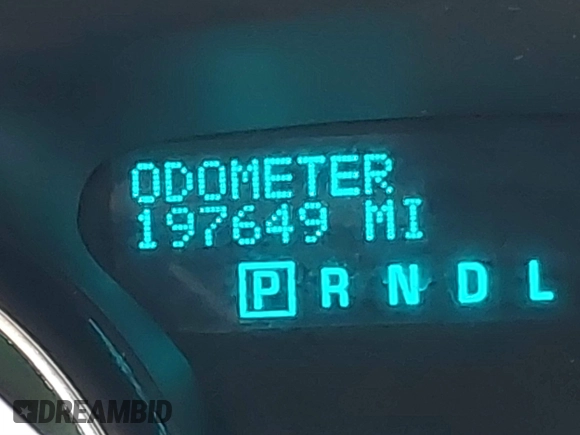 ODOMETER
197649 MI
P R N D L
DREAMBID